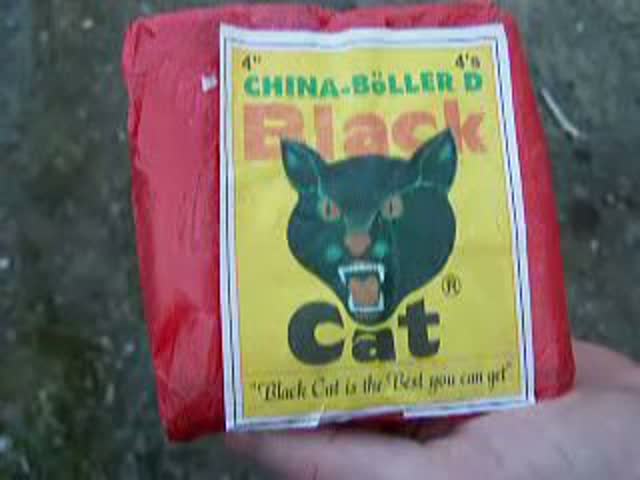 4" 4's
CHINA-BöLLER D
Black
Cat ®
"Black Cat is the Best you can get"